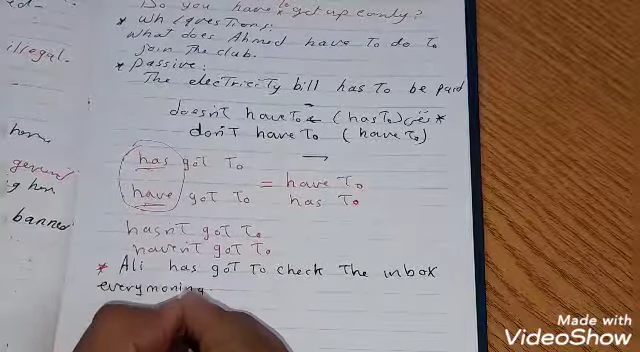 Do you have to get up early?
* Wh/questions:
What does Ahmed have To do To
join The club.
* Passive:
The electricity bill has To be paid
doesn't have To ← (has To) نفي *
don't have To (have To)
illegal.
has got To →
have got To = have To
has To
gerund
banned
hasn't got To
haven't got To
* Ali has got To check The inbox
everymoning.
Made with
VideoShow